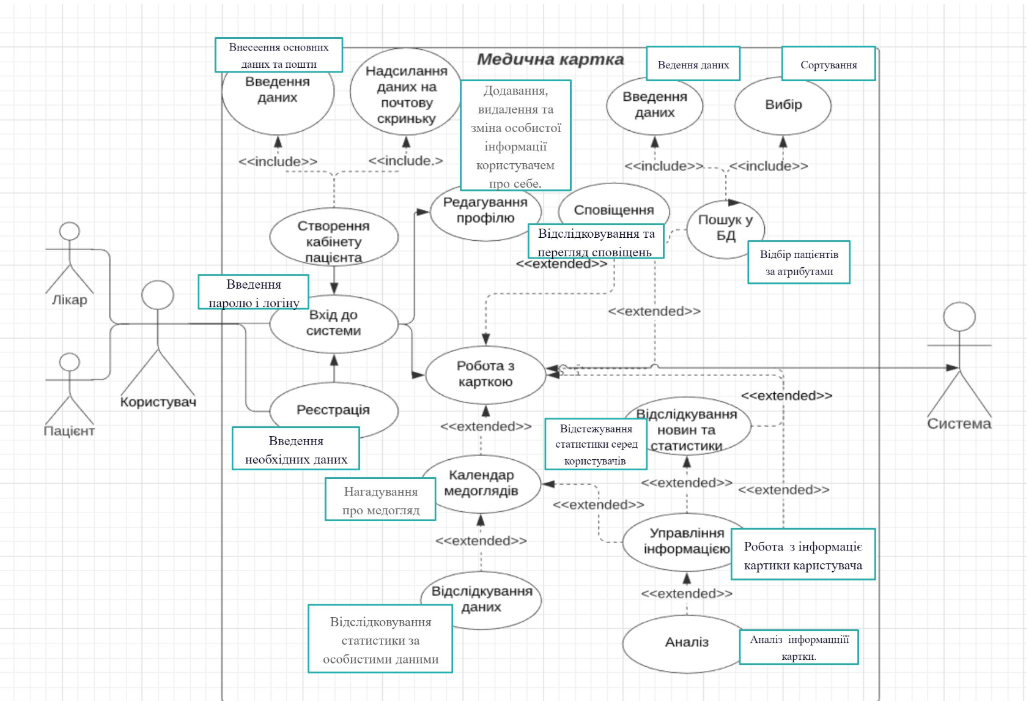 Внесення основних
даних та пошти
Введення
даних
Надсилання
даних на
почтову
скриньку
Медична картка
Ведення даних
Сортування
Введення
даних
Вибір
Додавання,
видалення та
зміна особистої
інформації
користувачем
про себе.
<<include>>
<<include.>
<<include>>
<<include>>
Створення
кабінету
пацієнта
Редагування
профілю
Сповіщення
Відслідковування та
перегляд сповіщень
Пошук у
БД
Відбір пацієнтів
за атрибутами
<<extended>>
Лікар
Введення
паролю і логіну
Вхід до
системи
<<extended>>
Робота з
карткою
Користувач
Пацієнт
Система
Реєстрація
Введення
необхідних даних
<<extended>>
<<extended>>
Відстежування
статистики серед
користувачів
Відслідкування
новин та
статистики
Календар
медоглядів
Нагадування
про медогляд
<<extended>>
<<extended>>
<<extended>>
<<extended>>
Управління
інформацією
Робота з інформаціє
картики каристувача
Відслідкування
даних
<<extended>>
Відслідковування
статистики за
особистими даними
Аналіз
Аналіз інформацціїї
картки.